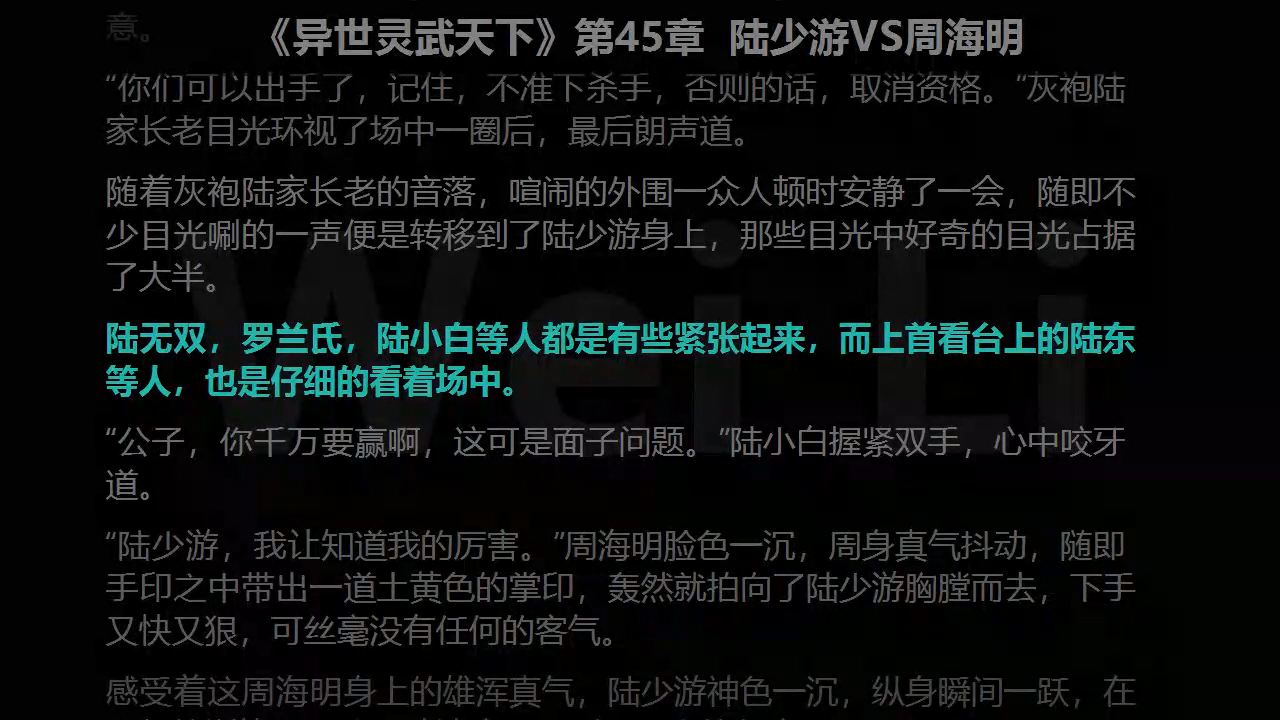 意。
《异世灵武天下》第45章 陆少游VS周海明
“你们可以出手了，记住，不准下杀手，否则的话，取消资格。“灰袍陆
家长老目光环视了场中一圈后，最后朗声道。
随着灰袍陆家长老的音落，喧闹的外围一众人顿时安静了一会，随即不
少目光唰的一声便是转移到了陆少游身上，那些目光中好奇的目光占据
了大半。
陆无双，罗兰氏，陆小白等人都是有些紧张起来，而上首看台上的陆东
等人，也是仔细的看着场中。
“公子，你千万要赢啊，这可是面子问题。”陆小白握紧双手，心中咬牙
道。
“陆少游，我让知道我的厉害。”周海明脸色一沉，周身真气抖动，随即
手印之中带出一道土黄色的掌印，轰然就拍向了陆少游胸膛而去，下手
又快又狠，可丝毫没有任何的客气。
感受着这周海明身上的雄浑真气，陆少游神色一沉，纵身瞬间一跃，在
Wei Li